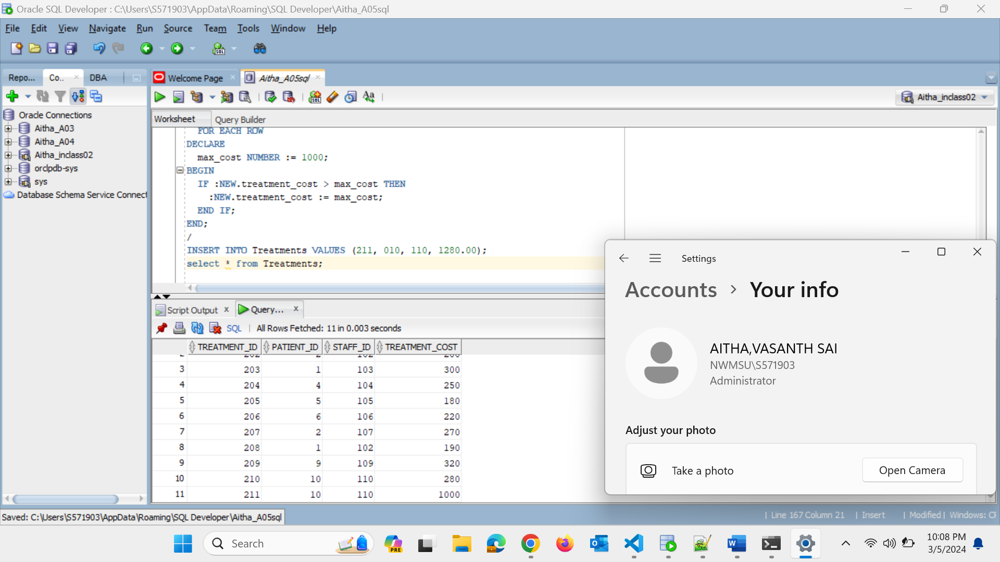 Oracle SQL Developer : C:\Users\S571903\AppData\Roaming\SQL Developer\Aitha_A05sql
File Edit View Navigate Run Source Team Tools Window Help
Repo... Co.. DBA
Welcome Page Aitha_A05sql
Aitha_inclass02
Oracle Connections
Aitha_A03
Aitha_A04
Aitha_inclass02
orclpdb-sys
sys
Database Schema Service Connect
Worksheet Query Builder
FOR EACH ROW
DECLARE
max_cost NUMBER := 1000;
BEGIN
IF :NEW.treatment_cost > max_cost THEN
:NEW.treatment_cost := max_cost;
END IF;
END;
/
INSERT INTO Treatments VALUES (211, 010, 110, 1280.00);
select * from Treatments;
Script Output Query...
SQL All Rows Fetched: 11 in 0.003 seconds
TREATMENT_ID PATIENT_ID STAFF_ID TREATMENT_COST
3 203 1 103 300
4 204 4 104 250
5 205 5 105 180
6 206 6 106 220
7 207 2 107 270
8 208 1 102 190
9 209 9 109 320
10 210 10 110 280
11 211 10 110 1000
Settings
Accounts > Your info
AITHA,VASANTH SAI
NWMSU\S571903
Administrator
Adjust your photo
Take a photo Open Camera
Saved: C:\Users\S571903\AppData\Roaming\SQL Developer\Aitha_A05sql
Line 167 Column 21 | Insert | Modified | Windows:
Search
PRE
10:08 PM
3/5/2024